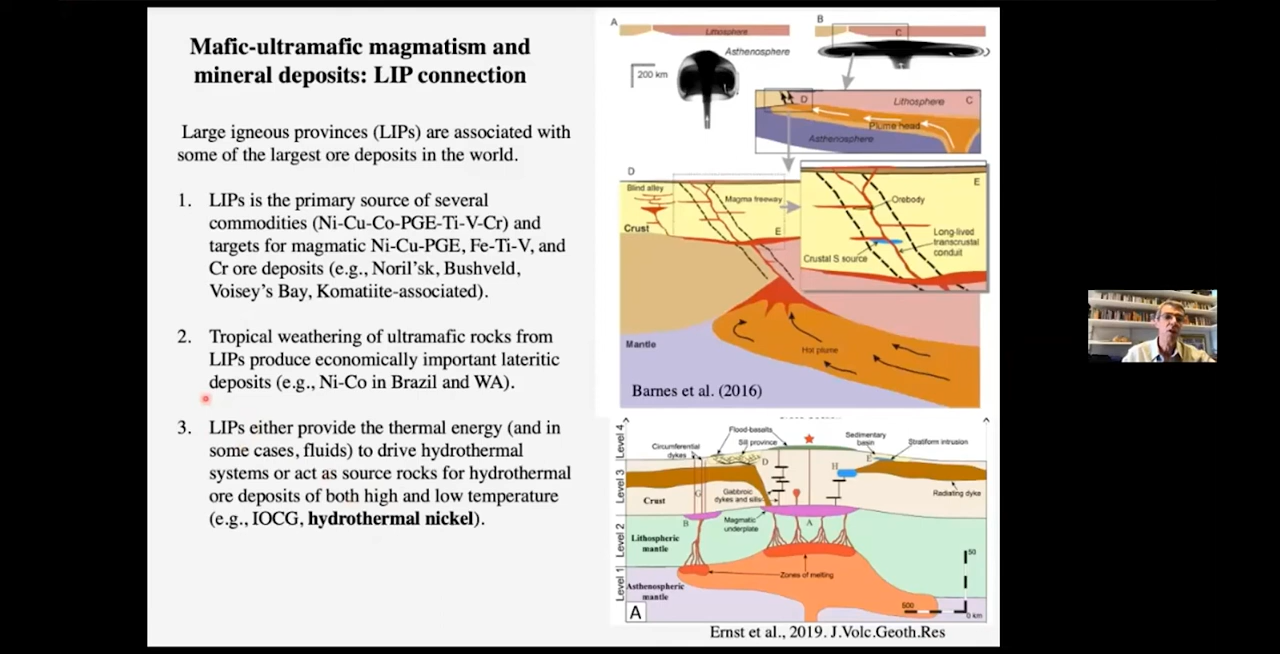 Mafic-ultramafic magmatism and
mineral deposits: LIP connection
Large igneous provinces (LIPs) are associated with
some of the largest ore deposits in the world.
1. LIPs is the primary source of several
commodities (Ni-Cu-Co-PGE-Ti-V-Cr) and
targets for magmatic Ni-Cu-PGE, Fe-Ti-V, and
Cr ore deposits (e.g., Noril’sk, Bushveld,
Voisey’s Bay, Komatiite-associated).
2. Tropical weathering of ultramafic rocks from
LIPs produce economically important lateritic
deposits (e.g., Ni-Co in Brazil and WA).
3. LIPs either provide the thermal energy (and in
some cases, fluids) to drive hydrothermal
systems or act as source rocks for hydrothermal
ore deposits of both high and low temperature
(e.g., IOCG, hydrothermal nickel).
A
Lithosphere
Asthenosphere
200 km
B
C
D
Lithosphere
C
Plume head
Asthenosphere
D
Blind alley
Magma freeway
Crust
E
E
Orebody
Long-lived
transcrustal
conduit
Crustal S source
Mantle
Hot plume
Barnes et al. (2016)
Level 4
Level 3
Level 2
Level 1
Flood-basalts
Circumferential
dykes
Sill province
Sedimentary
basin
Stratiform intrusion
D
H
E
G
Crust
Gabbroic
dykes and sills
Radiating dyke
B
Magmatic
underplate
A
Lithospheric
mantle
Zones of melting
Asthenospheric
mantle
50
500
0 km
A
Ernst et al., 2019. J.Volc.Geoth.Res